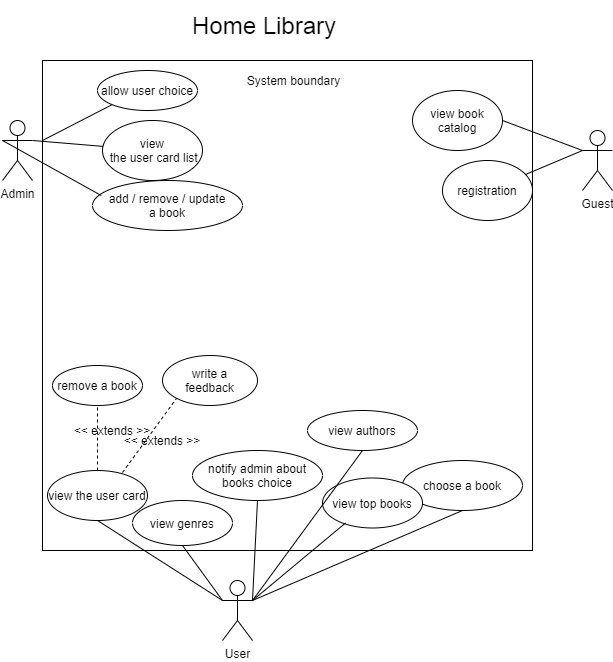 Home Library
System boundary
allow user choice
view book
catalog
view
the user card list
Admin
add / remove / update
a book
registration
Guest
write a
feedback
remove a book
<< extends >>
<< extends >>
view authors
notify admin about
books choice
choose a book
view the user card
view top books
view genres
User